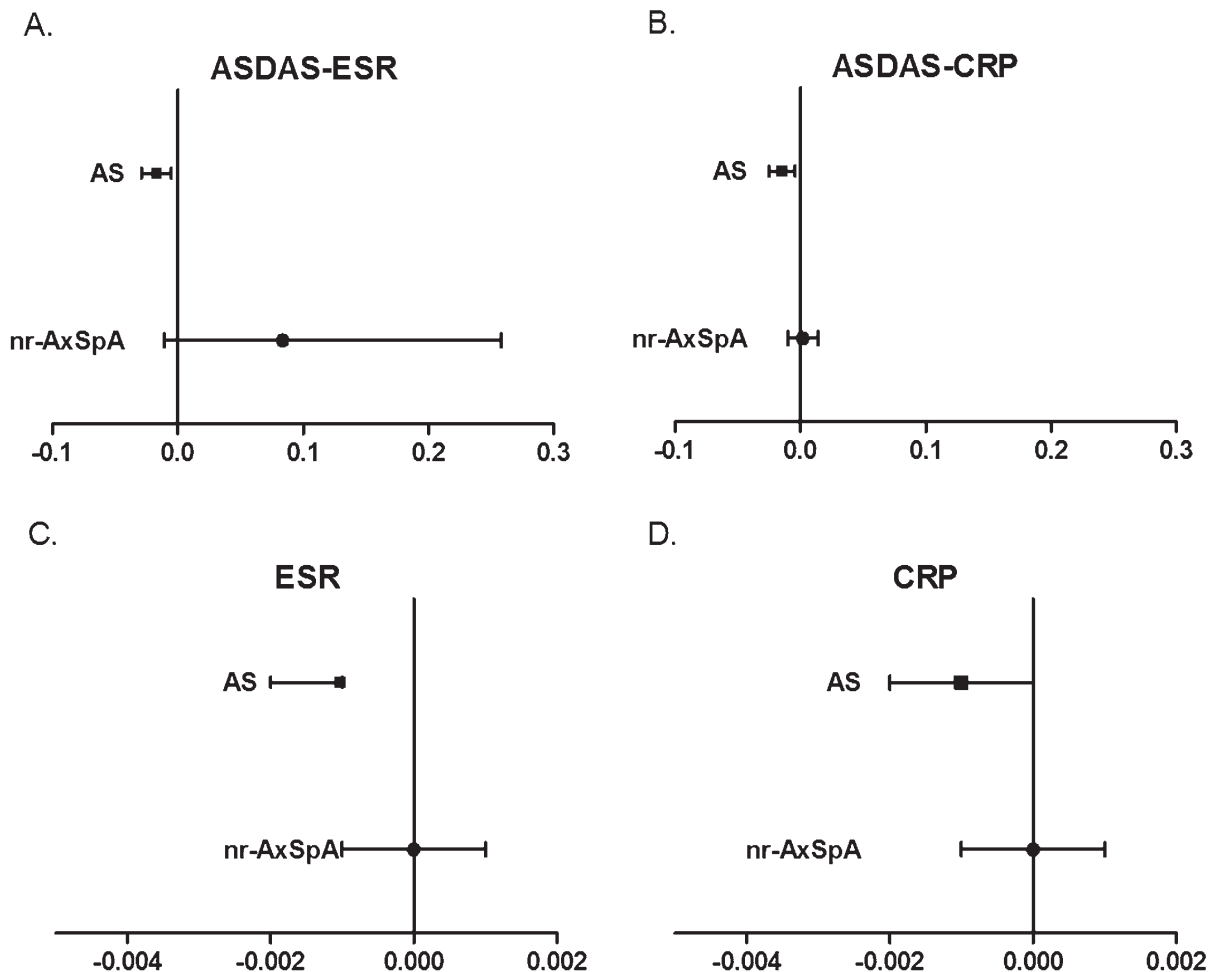 A.
ASDAS-ESR
AS
nr-AxSpA
-0.1 0.0 0.1 0.2 0.3
B.
ASDAS-CRP
AS
nr-AxSpA
-0.1 0.0 0.1 0.2 0.3
C.
ESR
AS
nr-AxSpA
-0.004 -0.002 0.000 0.002
D.
CRP
AS
nr-AxSpA
-0.004 -0.002 0.000 0.002